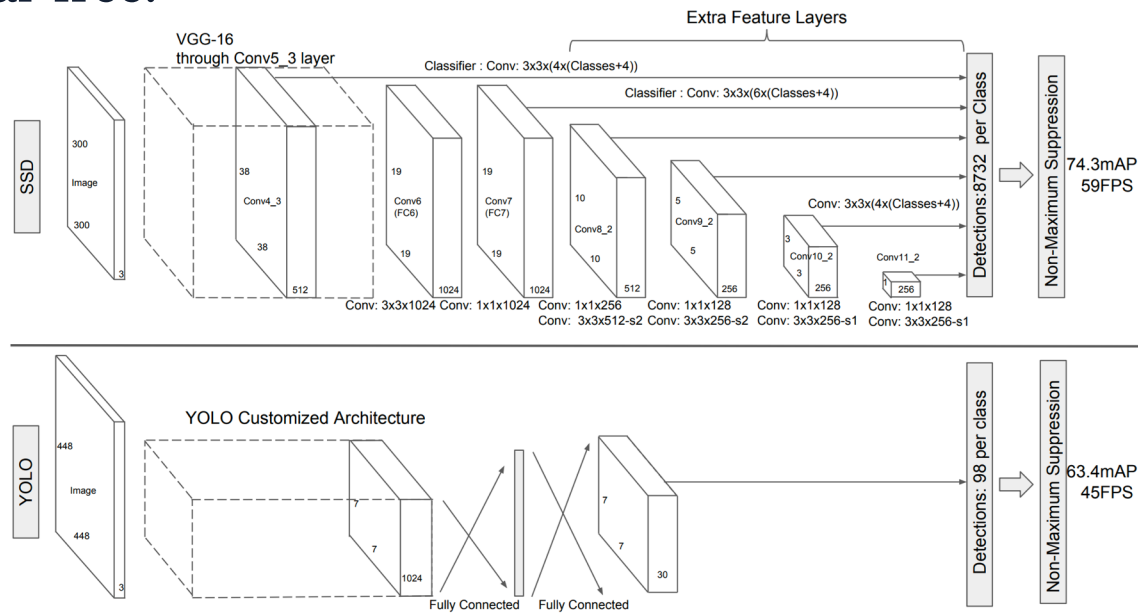 Extra Feature Layers
VGG-16
through Conv5_3 layer
Classifier : Conv: 3x3x(4x(Classes+4))
Classifier : Conv: 3x3x(6x(Classes+4))
SSD
300
Image
300
3
38
Conv4_3
38
512
19
Conv6
(FC6)
19
1024
19
Conv7
(FC7)
19
1024
10
Conv8_2
10
512
5
Conv9_2
5
256
Conv: 3x3x(4x(Classes+4))
3
Conv10_2
3
256
Conv11_2
1
256
Conv: 3x3x1024
Conv: 1x1x1024
Conv: 1x1x256
Conv: 3x3x512-s2
Conv: 1x1x128
Conv: 3x3x256-s2
Conv: 1x1x128
Conv: 3x3x256-s1
Conv: 1x1x128
Conv: 3x3x256-s1
Detections:8732 per Class
Non-Maximum Suppression
74.3mAP
59FPS
YOLO
448
Image
448
3
YOLO Customized Architecture
7
7
1024
Fully Connected
Fully Connected
7
7
30
Detections: 98 per class
Non-Maximum Suppression
63.4mAP
45FPS